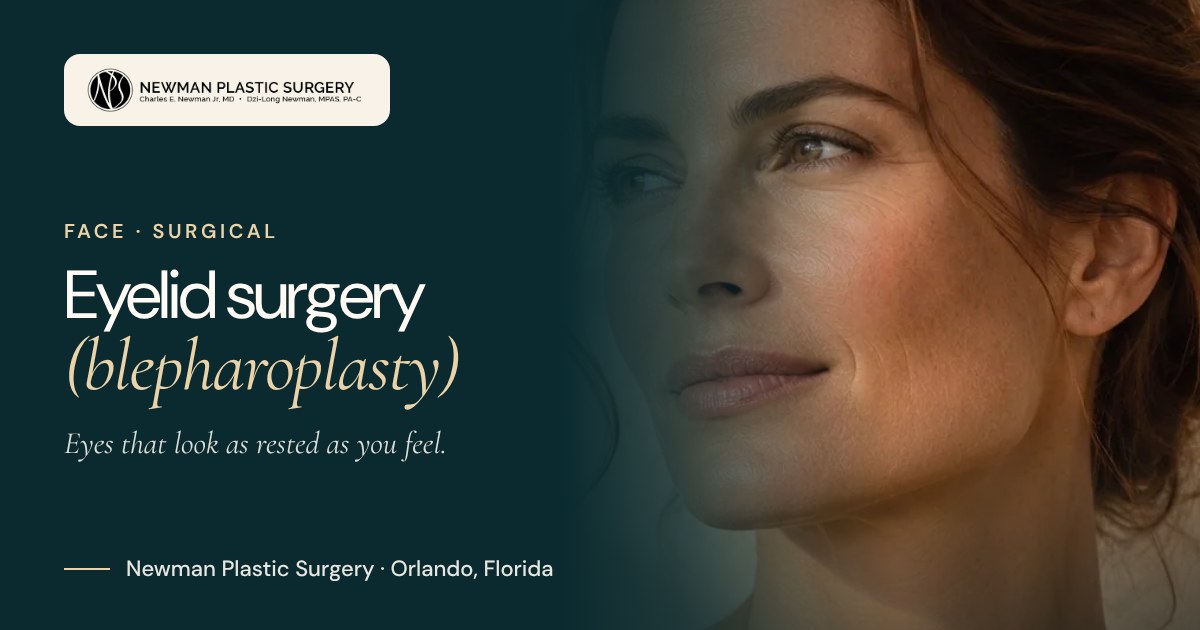 NPS
NEWMAN PLASTIC SURGERY
Charles E. Newman Jr, MD • Dzi-Long Newman, MPAS, PA-C
FACE · SURGICAL
Eyelid surgery
(blepharoplasty)
Eyes that look as rested as you feel.
Newman Plastic Surgery · Orlando, Florida